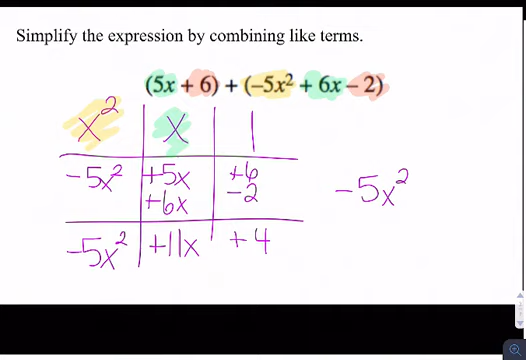 Simplify the expression by combining like terms.
(5x + 6) + (−5x² + 6x − 2)
x² x 1
−5x² +5x +6
+6x −2
−5x² +11x +4
−5x²